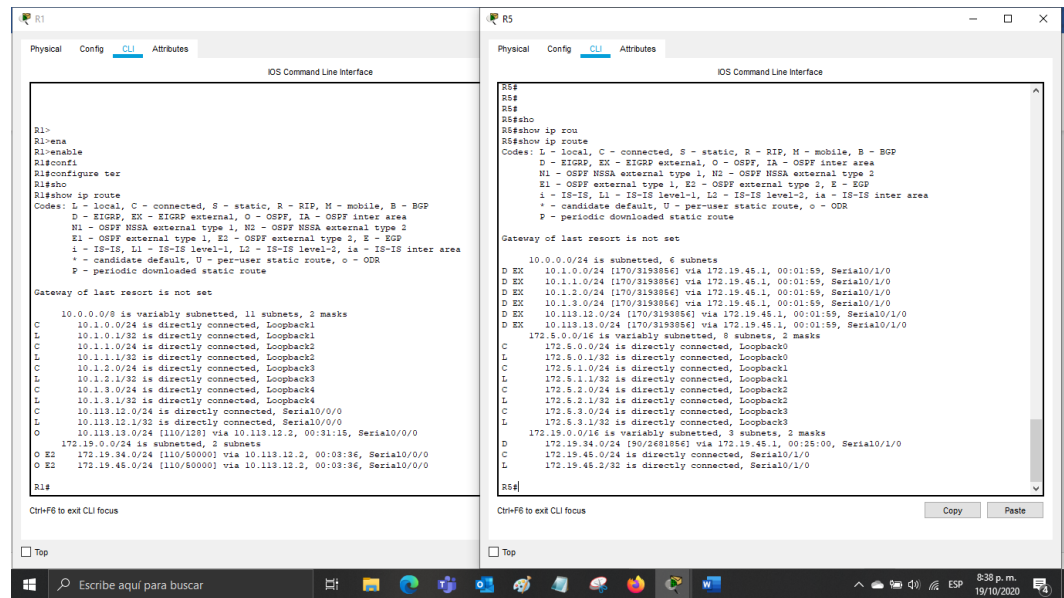 R1
Physical Config CLI Attributes
IOS Command Line Interface
R1>
R1>ena
R1>enable
R1#confi
R1#configure ter
R1#sho
R1#show ip route
Codes: L - local, C - connected, S - static, R - RIP, M - mobile, B - BGP
D - EIGRP, EX - EIGRP external, O - OSPF, IA - OSPF inter area
N1 - OSPF NSSA external type 1, N2 - OSPF NSSA external type 2
E1 - OSPF external type 1, E2 - OSPF external type 2, E - EGP
i - IS-IS, L1 - IS-IS level-1, L2 - IS-IS level-2, ia - IS-IS inter area
* - candidate default, U - per-user static route, o - ODR
P - periodic downloaded static route
Gateway of last resort is not set
10.0.0.0/8 is variably subnetted, 11 subnets, 2 masks
C 10.1.0.0/24 is directly connected, Loopback1
L 10.1.0.1/32 is directly connected, Loopback1
C 10.1.1.0/24 is directly connected, Loopback2
L 10.1.1.1/32 is directly connected, Loopback2
C 10.1.2.0/24 is directly connected, Loopback3
L 10.1.2.1/32 is directly connected, Loopback3
C 10.1.3.0/24 is directly connected, Loopback4
L 10.1.3.1/32 is directly connected, Loopback4
C 10.113.12.0/24 is directly connected, Serial0/0/0
L 10.113.12.1/32 is directly connected, Serial0/0/0
O 10.113.13.0/24 [110/128] via 10.113.12.2, 00:31:15, Serial0/0/0
172.19.0.0/24 is subnetted, 2 subnets
O E2 172.19.34.0/24 [110/50000] via 10.113.12.2, 00:03:36, Serial0/0/0
O E2 172.19.45.0/24 [110/50000] via 10.113.12.2, 00:03:36, Serial0/0/0
R1#
Ctrl+F6 to exit CLI focus
Top
R5
Physical Config CLI Attributes
IOS Command Line Interface
R5#
R5#
R5#
R5#sho
R5#show ip rou
R5#show ip route
Codes: L - local, C - connected, S - static, R - RIP, M - mobile, B - BGP
D - EIGRP, EX - EIGRP external, O - OSPF, IA - OSPF inter area
N1 - OSPF NSSA external type 1, N2 - OSPF NSSA external type 2
E1 - OSPF external type 1, E2 - OSPF external type 2, E - EGP
i - IS-IS, L1 - IS-IS level-1, L2 - IS-IS level-2, ia - IS-IS inter area
* - candidate default, U - per-user static route, o - ODR
P - periodic downloaded static route
Gateway of last resort is not set
10.0.0.0/24 is subnetted, 6 subnets
D EX 10.1.0.0/24 [170/3193856] via 172.19.45.1, 00:01:59, Serial0/1/0
D EX 10.1.1.0/24 [170/3193856] via 172.19.45.1, 00:01:59, Serial0/1/0
D EX 10.1.2.0/24 [170/3193856] via 172.19.45.1, 00:01:59, Serial0/1/0
D EX 10.1.3.0/24 [170/3193856] via 172.19.45.1, 00:01:59, Serial0/1/0
D EX 10.113.12.0/24 [170/3193856] via 172.19.45.1, 00:01:59, Serial0/1/0
D EX 10.113.13.0/24 [170/3193856] via 172.19.45.1, 00:01:59, Serial0/1/0
172.5.0.0/16 is variably subnetted, 8 subnets, 2 masks
C 172.5.0.0/24 is directly connected, Loopback0
L 172.5.0.1/32 is directly connected, Loopback0
C 172.5.1.0/24 is directly connected, Loopback1
L 172.5.1.1/32 is directly connected, Loopback1
C 172.5.2.0/24 is directly connected, Loopback2
L 172.5.2.1/32 is directly connected, Loopback2
C 172.5.3.0/24 is directly connected, Loopback3
L 172.5.3.1/32 is directly connected, Loopback3
172.19.0.0/16 is variably subnetted, 3 subnets, 2 masks
D 172.19.34.0/24 [90/2681856] via 172.19.45.1, 00:25:00, Serial0/1/0
C 172.19.45.0/24 is directly connected, Serial0/1/0
L 172.19.45.2/32 is directly connected, Serial0/1/0
R5#
Ctrl+F6 to exit CLI focus
Copy Paste
Top
Escribe aquí para buscar
ESP
8:38 p. m.
19/10/2020